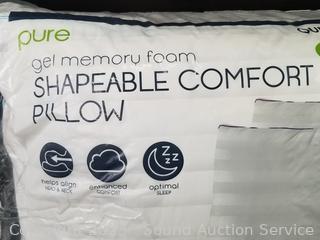 pure
gel memory foam
SHAPEABLE COMFORT
PILLOW
Z Z Z
helps align
HEAD & NECK
enhanced
COMFORT
optimal
SLEEP
Sound Auction Service